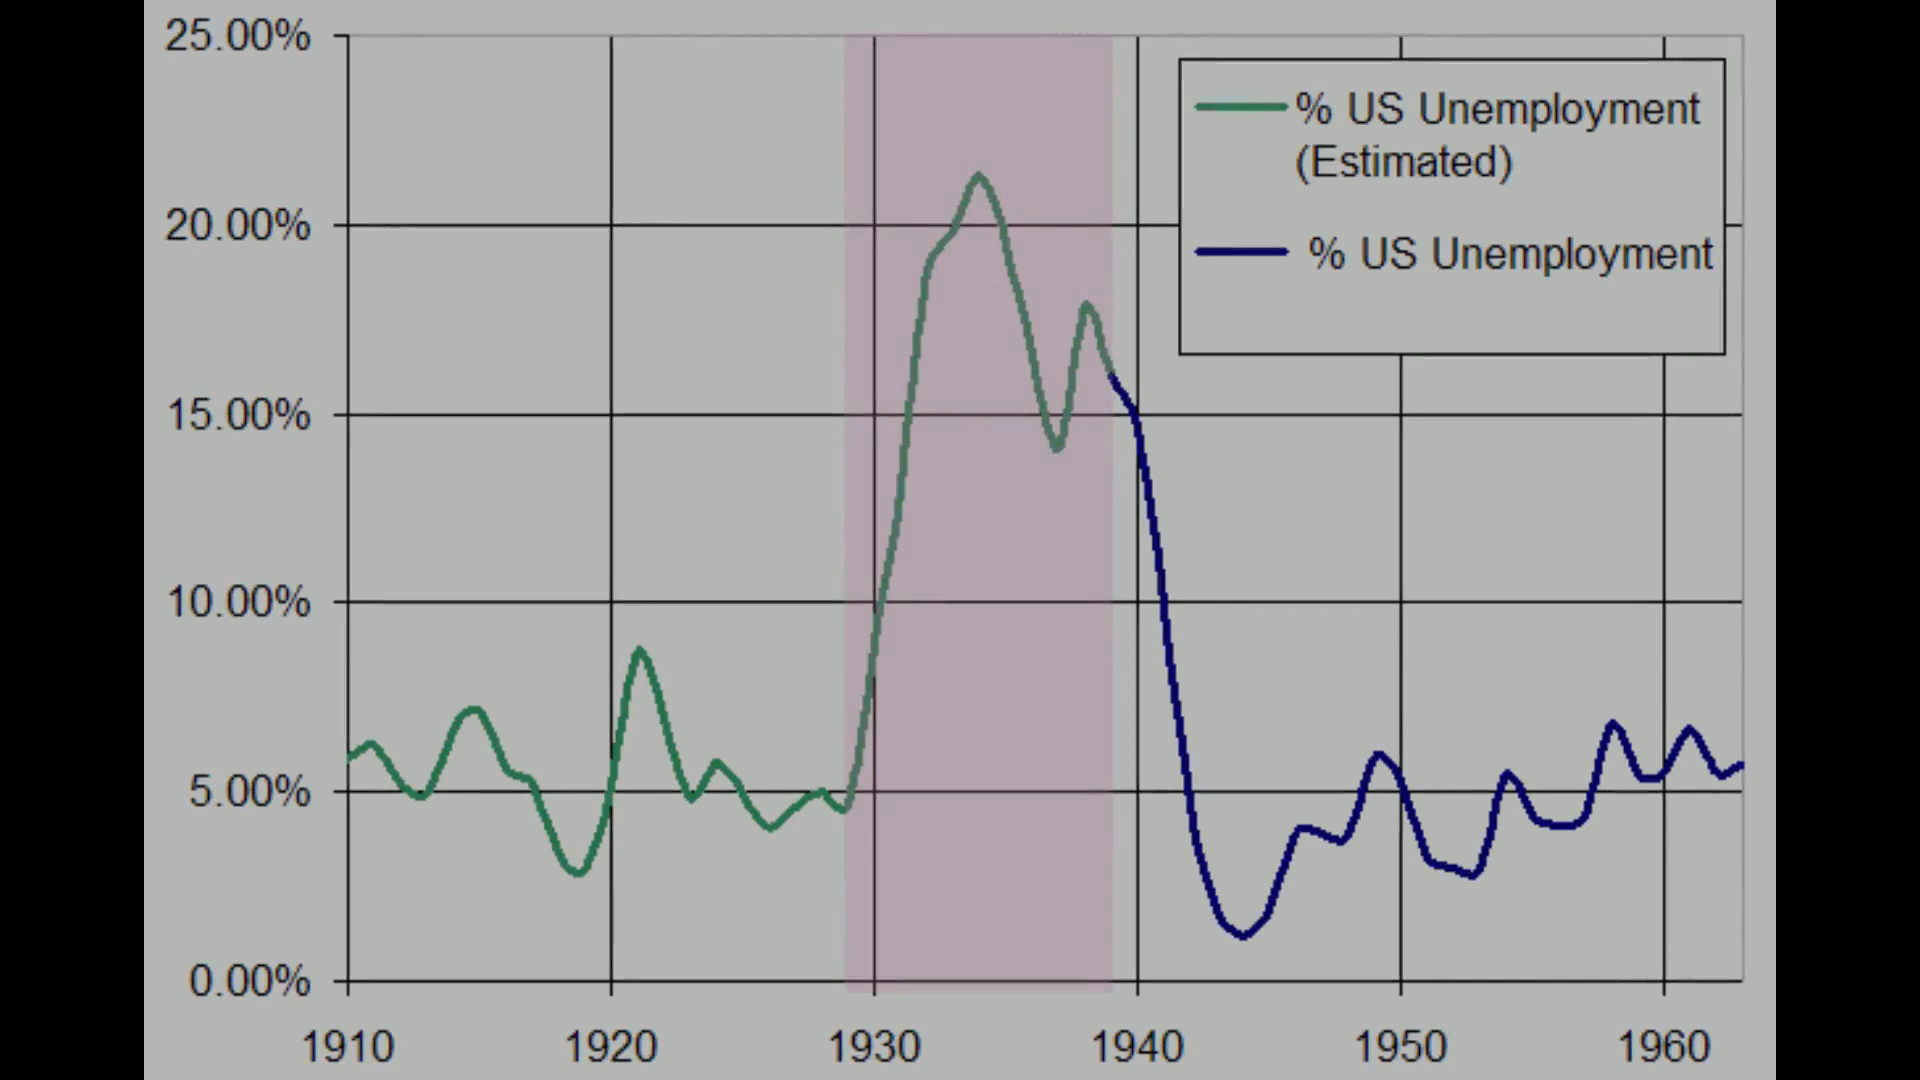 25.00%
20.00%
15.00%
10.00%
5.00%
0.00%
1910 1920 1930 1940 1950 1960
% US Unemployment
(Estimated)
% US Unemployment